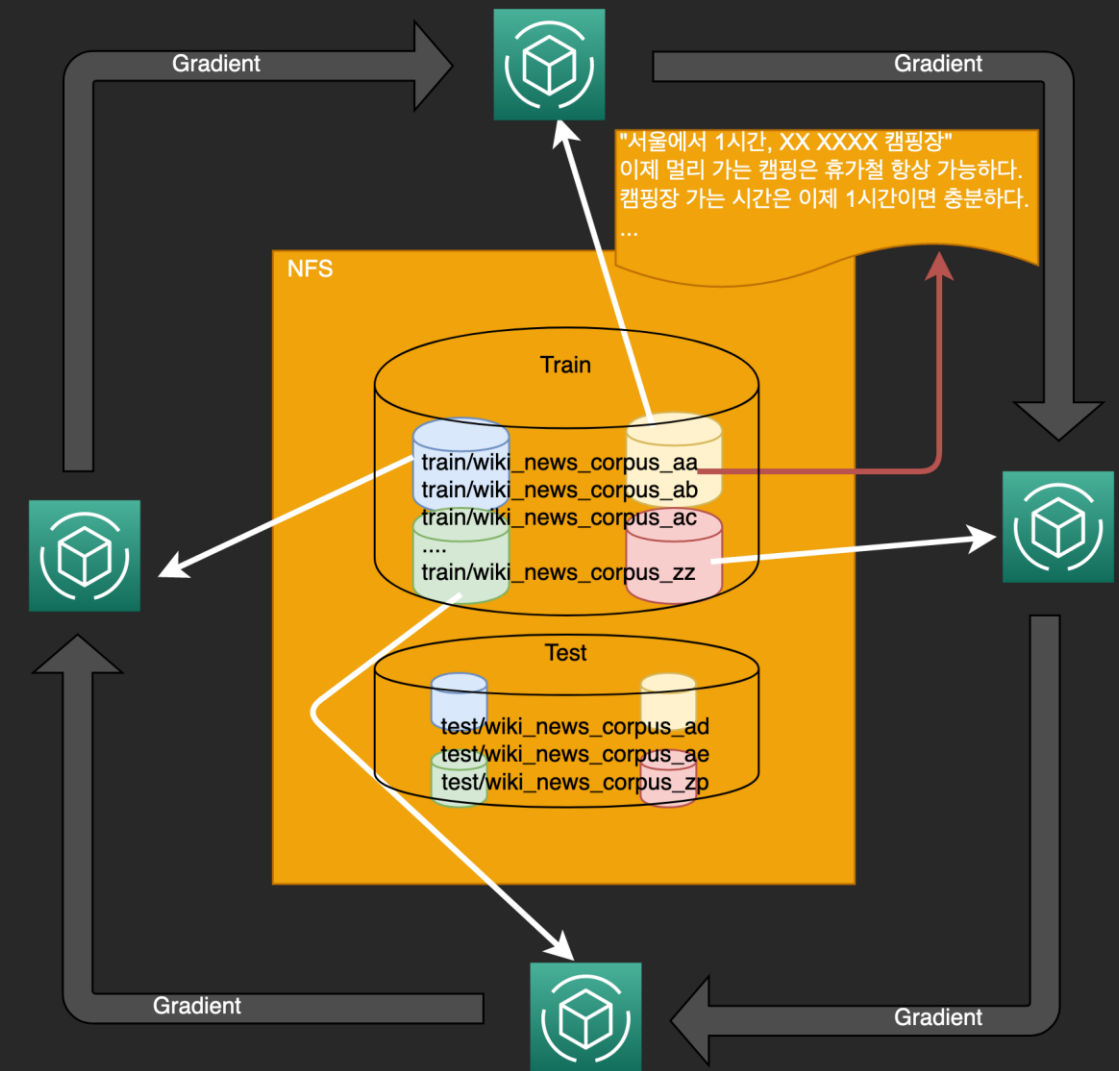 Gradient
Gradient
"서울에서 1시간, XX XXXX 캠핑장"
이제 멀리 가는 캠핑은 휴가철 항상 가능하다.
캠핑장 가는 시간은 이제 1시간이면 충분하다.
...
NFS
Train
train/wiki_news_corpus_aa
train/wiki_news_corpus_ab
train/wiki_news_corpus_ac
....
train/wiki_news_corpus_zz
Test
test/wiki_news_corpus_ad
test/wiki_news_corpus_ae
test/wiki_news_corpus_zp
Gradient
Gradient